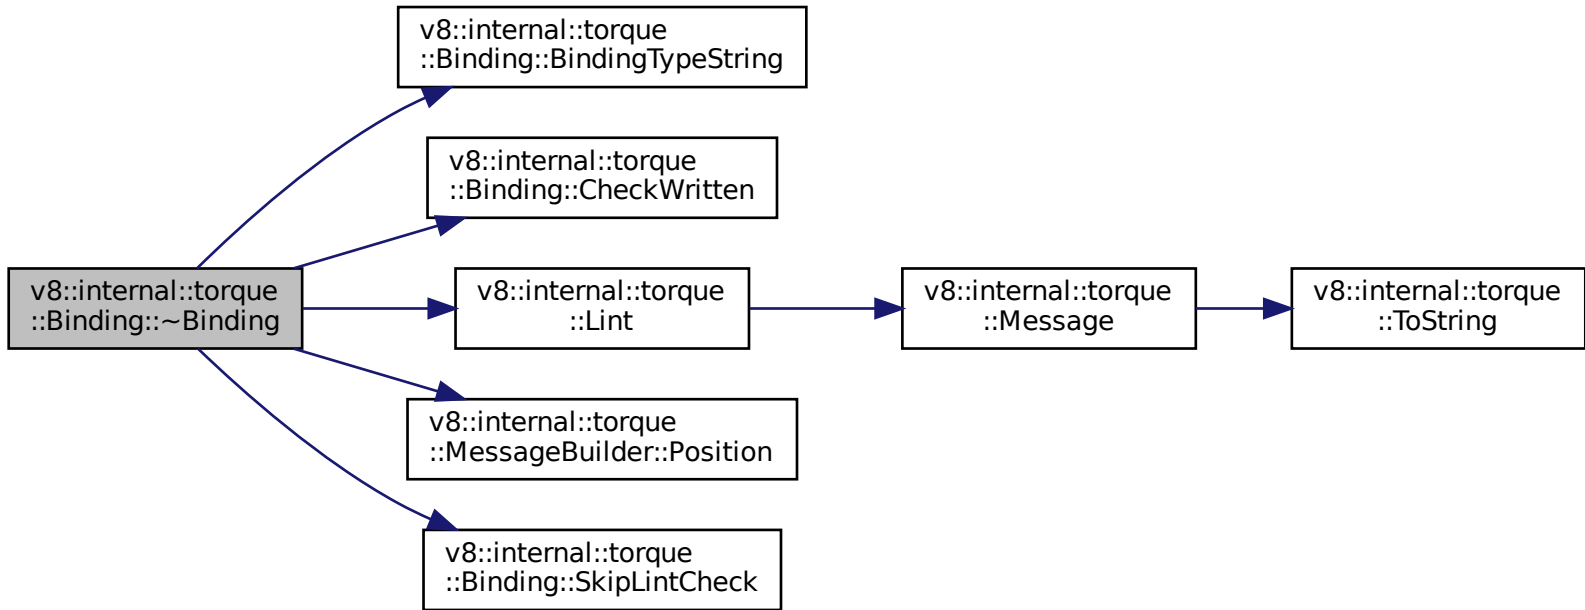 v8::internal::torque
::Binding::BindingTypeString
v8::internal::torque
::Binding::CheckWritten
v8::internal::torque
::Binding::~Binding
v8::internal::torque
::Lint
v8::internal::torque
::Message
v8::internal::torque
::ToString
v8::internal::torque
::MessageBuilder::Position
v8::internal::torque
::Binding::SkipLintCheck